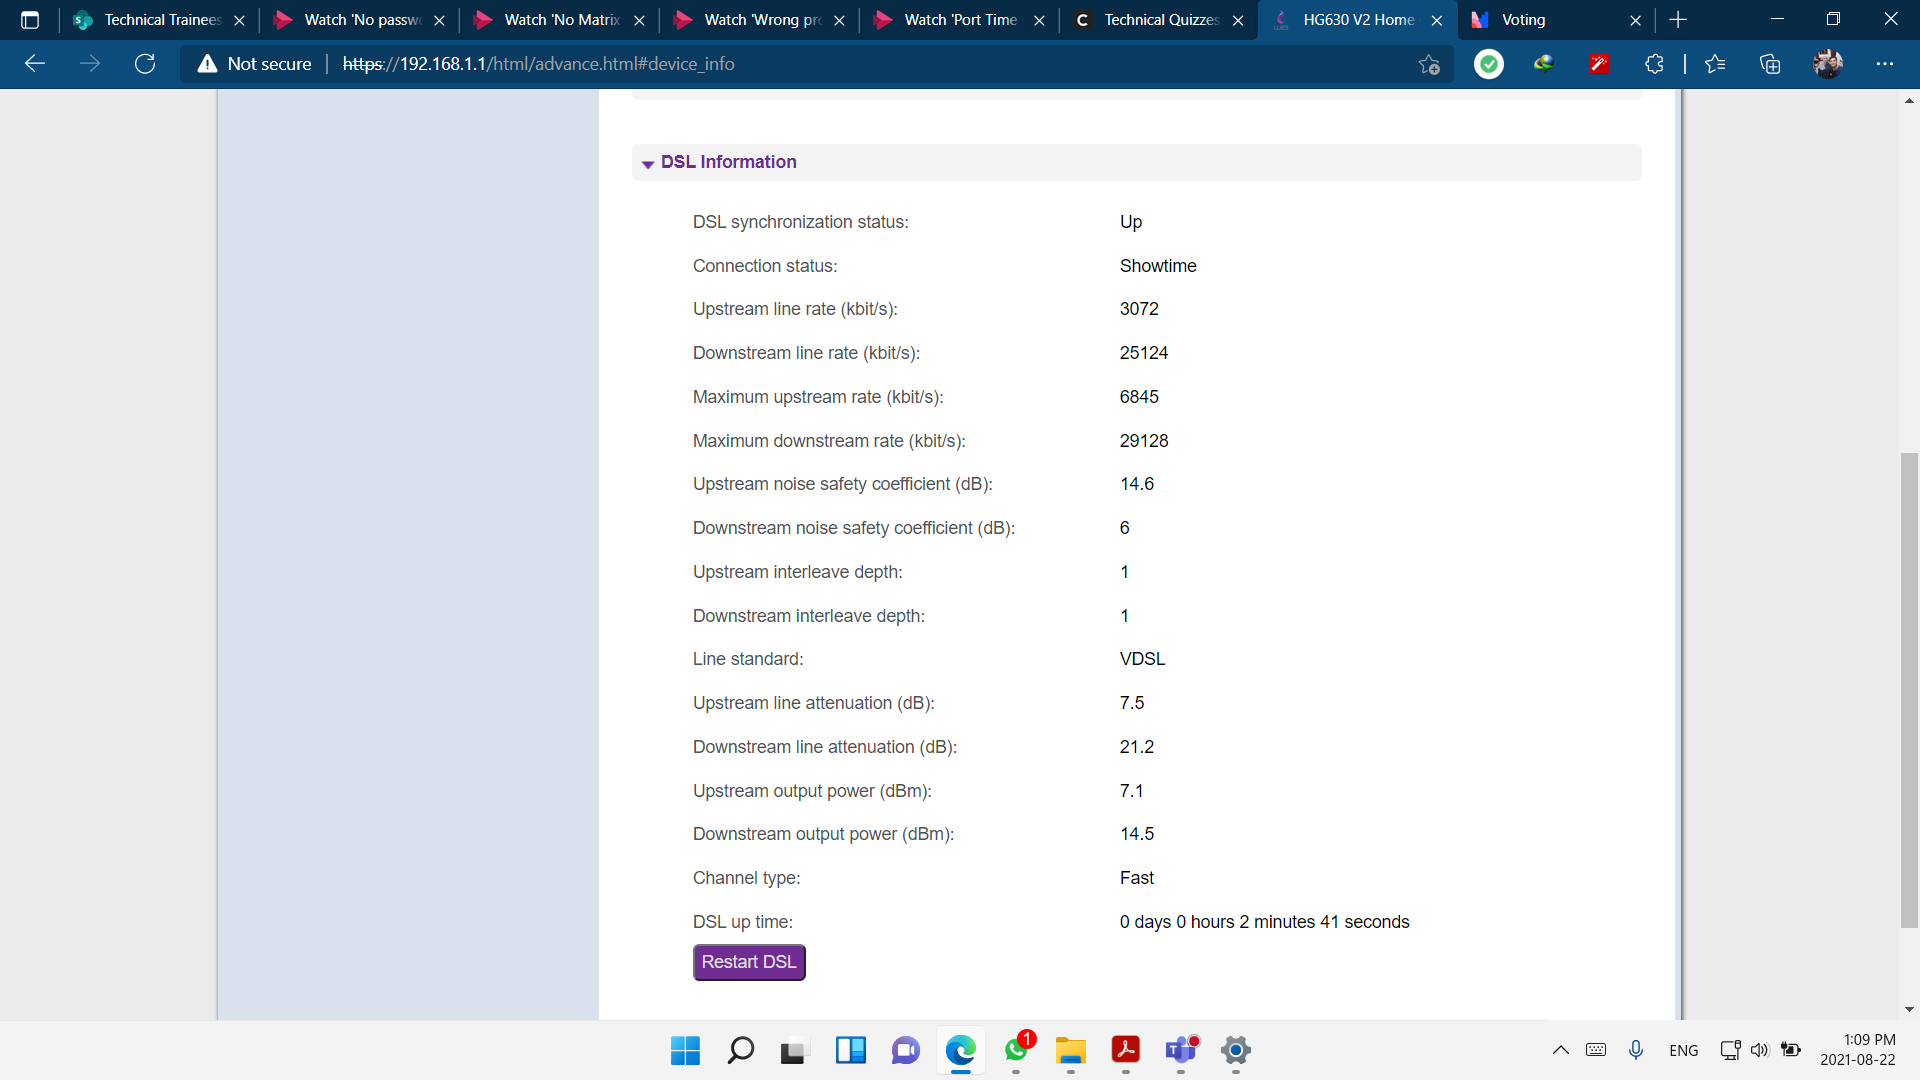 Technical Trainees
Watch 'No passw
Watch 'No Matrix
Watch 'Wrong pr
Watch 'Port Time
Technical Quizzes
HG630 V2 Home
Voting
Not secure
https://192.168.1.1/html/advance.html#device_info
DSL Information
DSL synchronization status: Up
Connection status: Showtime
Upstream line rate (kbit/s): 3072
Downstream line rate (kbit/s): 25124
Maximum upstream rate (kbit/s): 6845
Maximum downstream rate (kbit/s): 29128
Upstream noise safety coefficient (dB): 14.6
Downstream noise safety coefficient (dB): 6
Upstream interleave depth: 1
Downstream interleave depth: 1
Line standard: VDSL
Upstream line attenuation (dB): 7.5
Downstream line attenuation (dB): 21.2
Upstream output power (dBm): 7.1
Downstream output power (dBm): 14.5
Channel type: Fast
DSL up time: 0 days 0 hours 2 minutes 41 seconds
Restart DSL
1
ENG
1:09 PM
2021-08-22